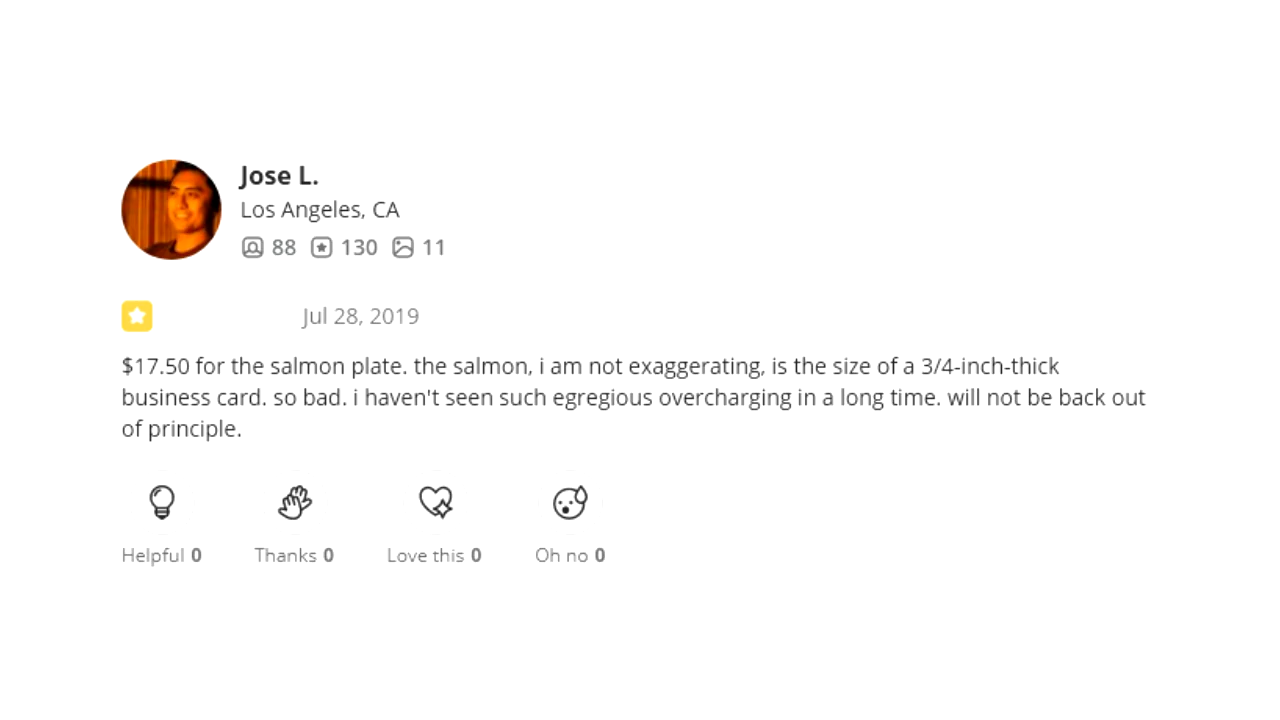 Jose L.
Los Angeles, CA
88 130 11
Jul 28, 2019
$17.50 for the salmon plate. the salmon, i am not exaggerating, is the size of a 3/4-inch-thick
business card. so bad. i haven't seen such egregious overcharging in a long time. will not be back out
of principle.
Helpful 0 Thanks 0 Love this 0 Oh no 0